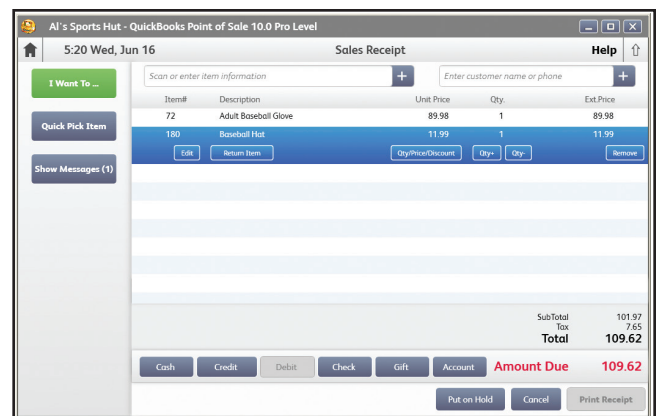 Al's Sports Hut - QuickBooks Point of Sale 10.0 Pro Level
5:20 Wed, Jun 16 Sales Receipt Help
I Want To ...
Scan or enter item information + Enter customer name or phone +
Item# Description Unit Price Qty. Ext.Price
72 Adult Baseball Glove 89.98 1 89.98
Quick Pick Item
180 Baseball Hat 11.99 1 11.99
Edit Return Item Qty/Price/Discount Qty+ Qty- Remove
Show Messages (1)
SubTotal 101.97
Tax 7.65
Total 109.62
Cash Credit Debit Check Gift Account Amount Due 109.62
Put on Hold Cancel Print Receipt